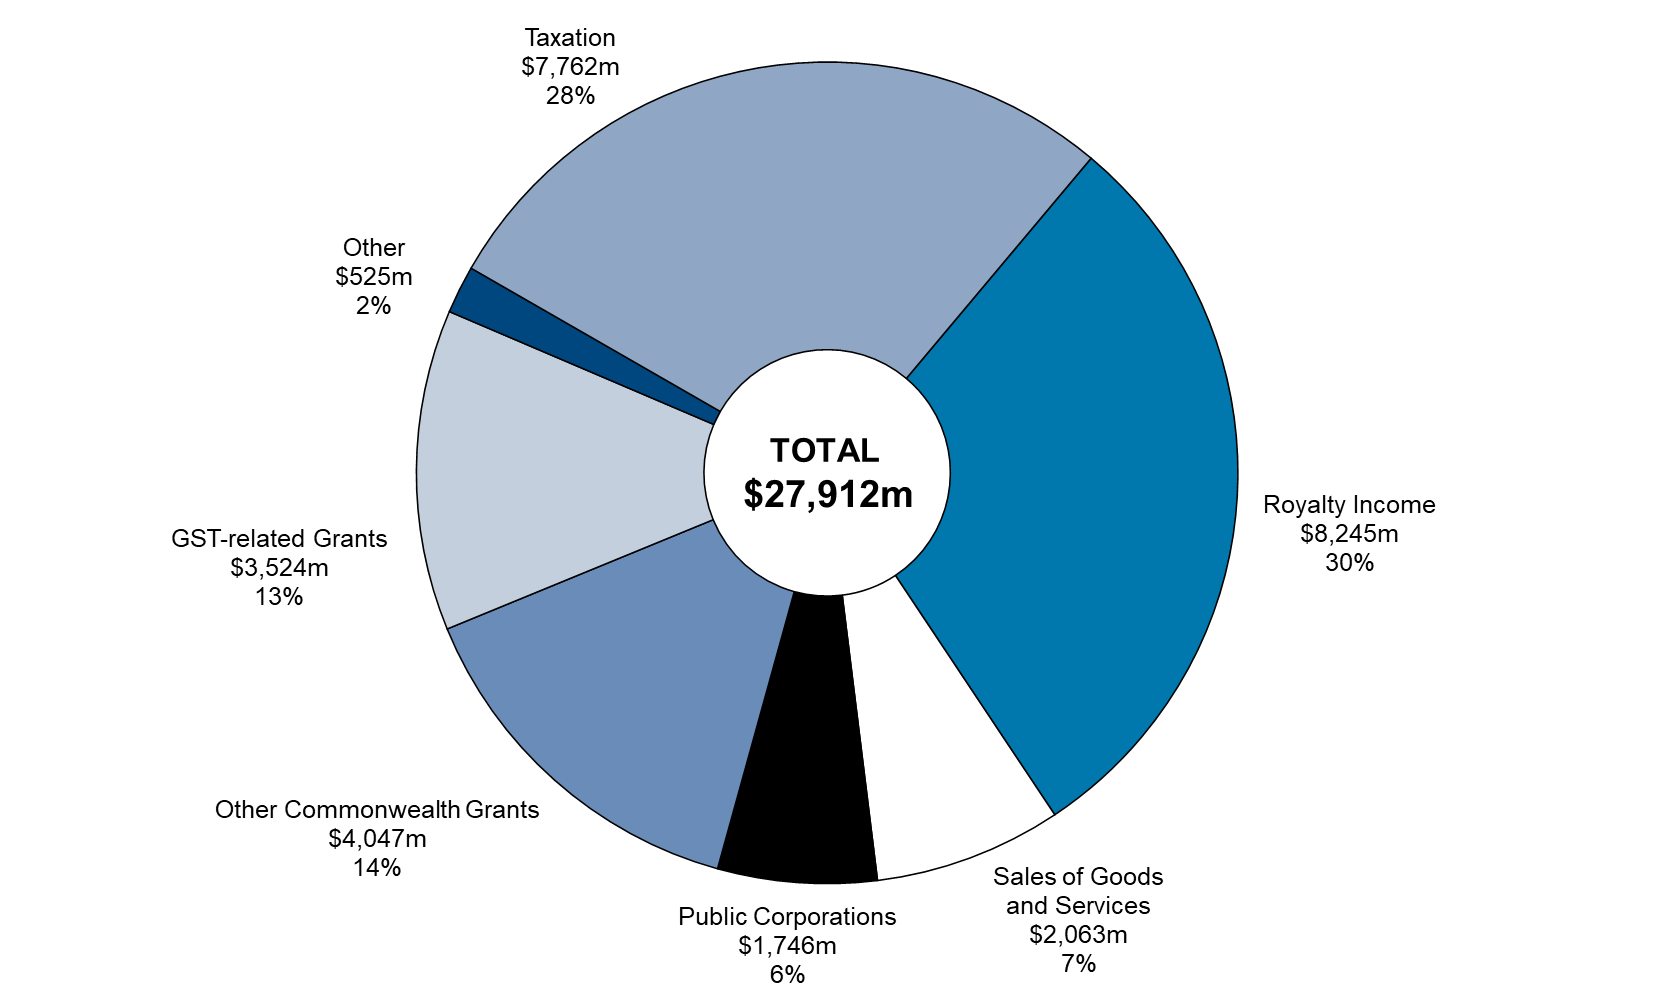 Taxation
$7,762m
28%
Other
$525m
2%
TOTAL
$27,912m
Royalty Income
$8,245m
30%
GST-related Grants
$3,524m
13%
Other Commonwealth Grants
$4,047m
14%
Sales of Goods
and Services
$2,063m
7%
Public Corporations
$1,746m
6%